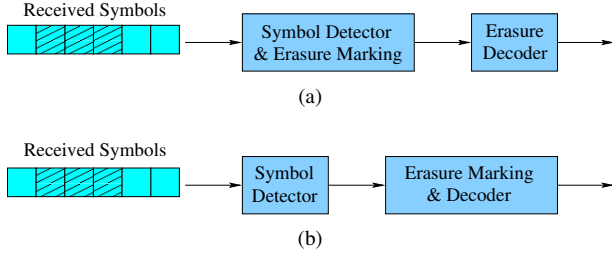 Received Symbols
Symbol Detector
& Erasure Marking
Erasure
Decoder
(a)
Received Symbols
Symbol
Detector
Erasure Marking
& Decoder
(b)